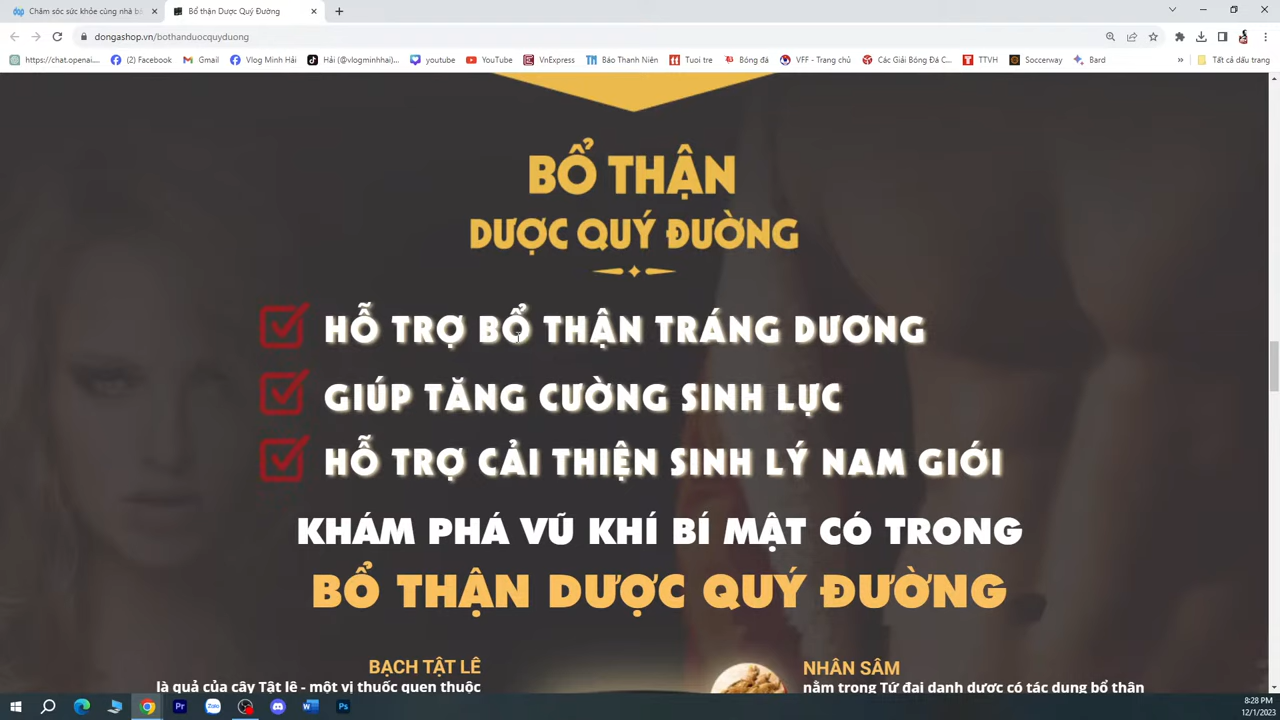 Chăm sóc sức khỏe cùng nhà bá
Bổ thận Dược Quý Đường
dongashop.vn/bothanduocquyduong
https://chat.openai....
(2) Facebook
Gmail
Vlog Minh Hải
Hải (@vlogminhhai)...
youtube
YouTube
VnExpress
Báo Thanh Niên
Tuoi tre
Bóng đá
VFF - Trang chủ
Các Giải Bóng Đá C...
TTVH
Soccerway
Bard
»
Tất cả dấu trang
BỔ THẬN
DƯỢC QUÝ ĐƯỜNG
HỖ TRỢ BỔ THẬN TRÁNG DƯƠNG
GIÚP TĂNG CƯỜNG SINH LỰC
HỖ TRỢ CẢI THIỆN SINH LÝ NAM GIỚI
KHÁM PHÁ VŨ KHÍ BÍ MẬT CÓ TRONG
BỔ THẬN DƯỢC QUÝ ĐƯỜNG
BẠCH TẬT LÊ
là quả của cây Tật lê - một vị thuốc quen thuộc
NHÂN SÂM
nằm trong Tứ đại danh dược có tác dụng bổ thận
8:28 PM
12/1/2023